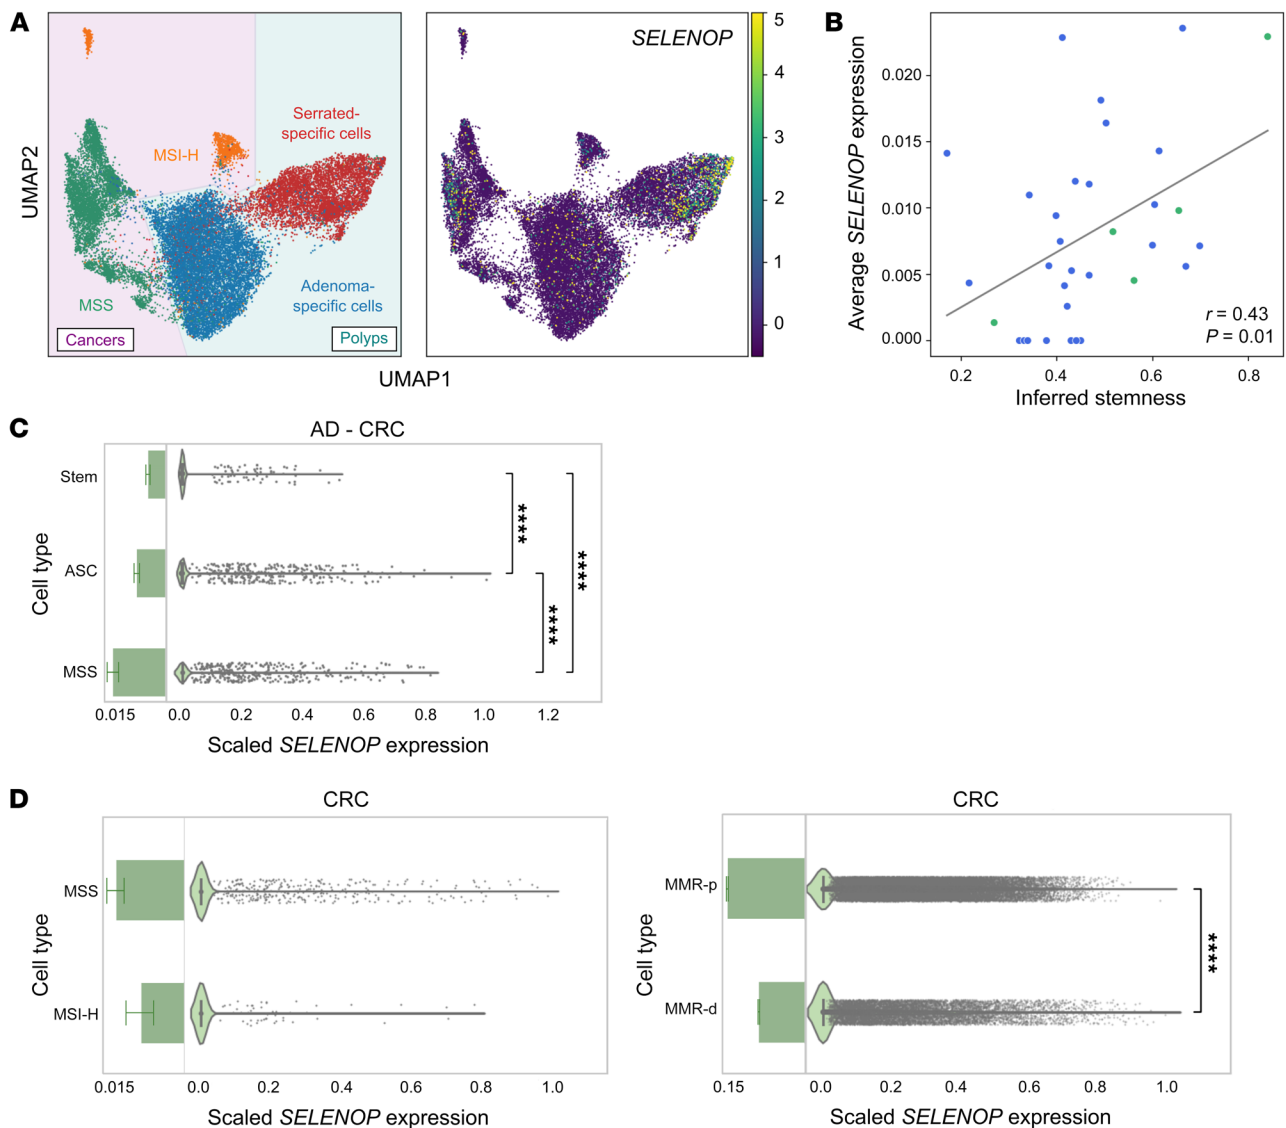 A
UMAP2
MSI-H
Serrated-
specific cells
MSS
Adenoma-
specific cells
Cancers
Polyps
SELENOP
5
4
3
2
1
0
UMAP1
B
Average SELENOP expression
0.020
0.015
0.010
0.005
0.000
r = 0.43
P = 0.01
0.2 0.4 0.6 0.8
Inferred stemness
C
AD - CRC
Cell type
Stem
ASC
MSS
****
****
****
0.015 0.0 0.2 0.4 0.6 0.8 1.0 1.2
Scaled SELENOP expression
D
CRC
Cell type
MSS
MSI-H
0.015 0.0 0.2 0.4 0.6 0.8 1.0
Scaled SELENOP expression
CRC
Cell type
MMR-p
MMR-d
****
0.15 0.0 0.2 0.4 0.6 0.8 1.0
Scaled SELENOP expression